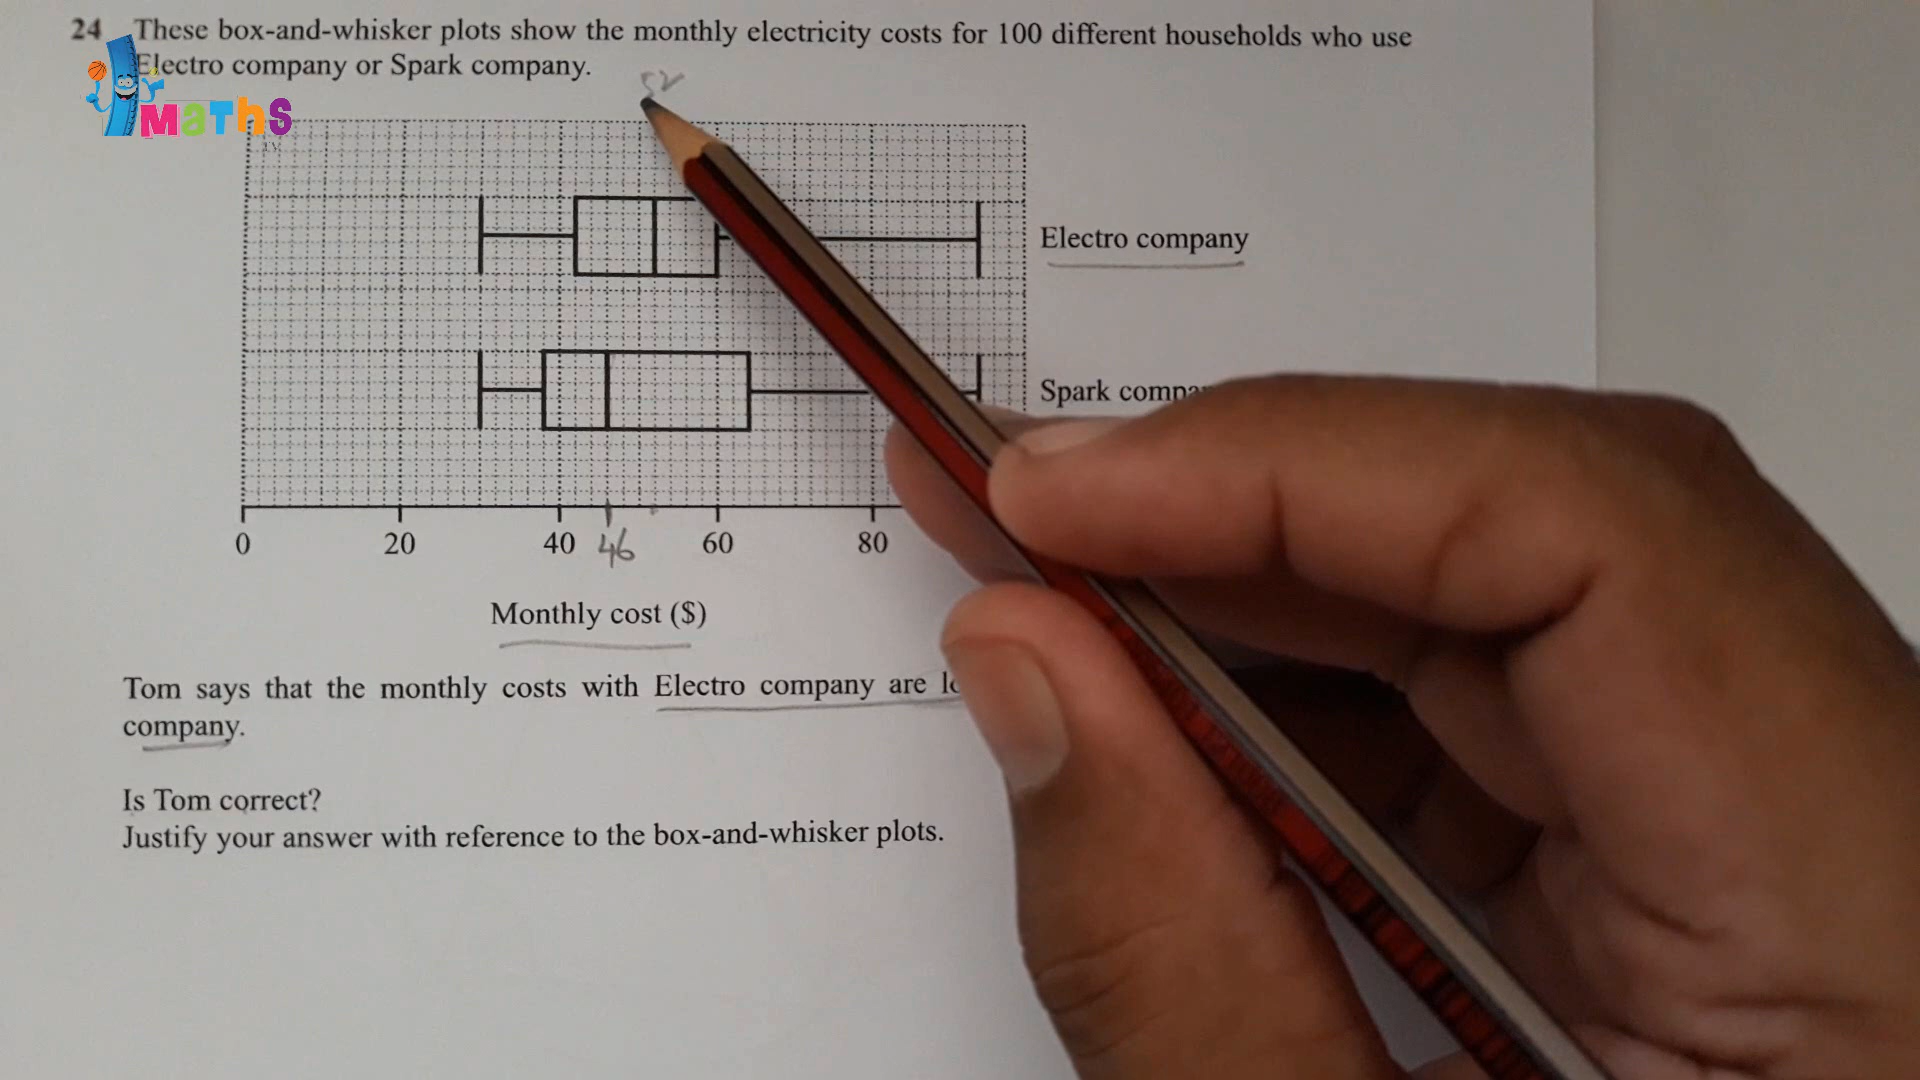 24 These box-and-whisker plots show the monthly electricity costs for 100 different households who use
Electro company or Spark company.
52
MaThS
TV
Electro company
Spark
0 20 40 46 60 80
Monthly cost ($)
Tom says that the monthly costs with Electro company are
company.
Is Tom correct?
Justify your answer with reference to the box-and-whisker plots.